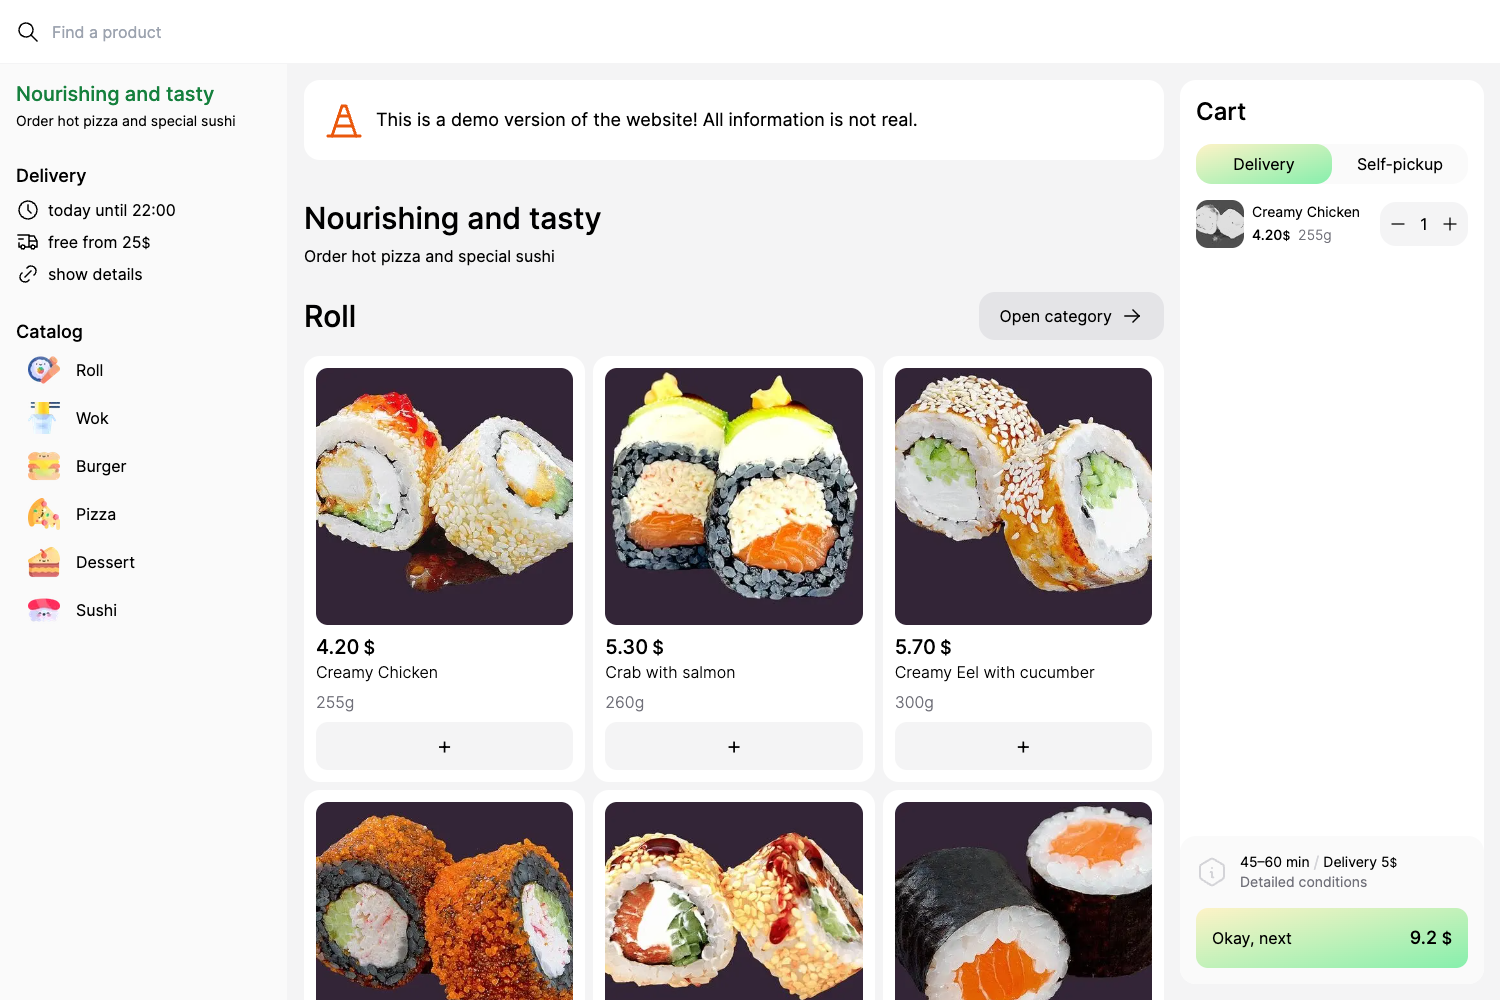 Find a product
Nourishing and tasty
Order hot pizza and special sushi
Delivery
today until 22:00
free from 25$
show details
Catalog
Roll
Wok
Burger
Pizza
Dessert
Sushi
This is a demo version of the website! All information is not real.
Nourishing and tasty
Order hot pizza and special sushi
Roll
Open category
4.20 $
Creamy Chicken
255g
+
5.30 $
Crab with salmon
260g
+
5.70 $
Creamy Eel with cucumber
300g
+
Cart
Delivery
Self-pickup
Creamy Chicken
4.20$ 255g
1
45–60 min / Delivery 5$
Detailed conditions
Okay, next 9.2 $